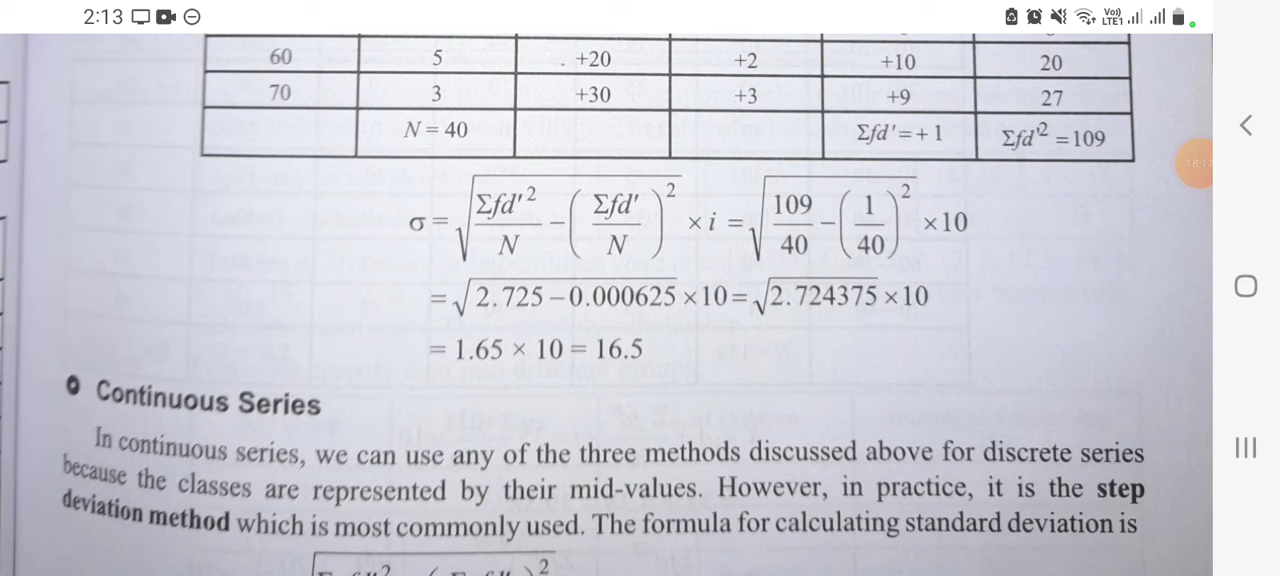 2:13 Vo)) LTE1
60 5 +20 +2 +10 20
70 3 +30 +3 +9 27
N = 40 Σfd' = + 1 Σfd'² = 109
18:13
σ = √(Σfd'²/N − (Σfd'/N)²) × i = √(109/40 − (1/40)²) × 10
= √2.725 − 0.000625 × 10 = √2.724375 × 10
= 1.65 × 10 = 16.5
Continuous Series
In continuous series, we can use any of the three methods discussed above for discrete series
because the classes are represented by their mid-values. However, in practice, it is the step
deviation method which is most commonly used. The formula for calculating standard deviation is